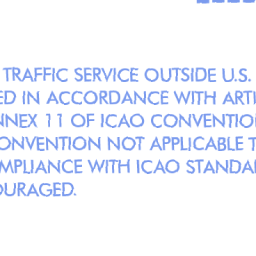 TRAFFIC SERVICE OUTSIDE U.S.
ED IN ACCORDANCE WITH ARTI
NNEX 11 OF ICAO CONVENTIO
ONVENTION NOT APPLICABLE T
MPLIANCE WITH ICAO STANDA
OURAGED.